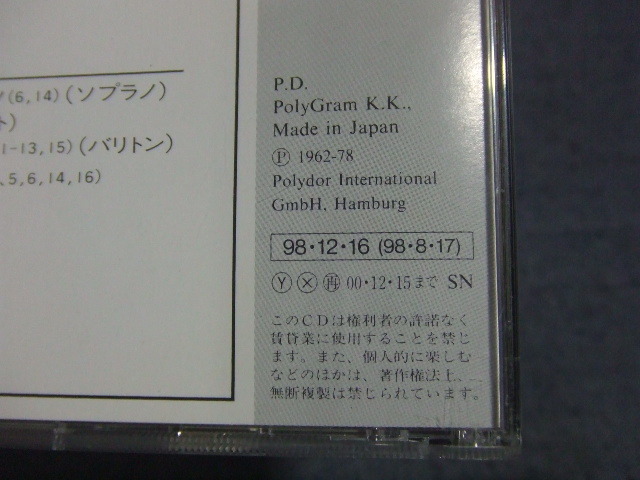 (6,14)(ソプラノ)
1-13,15)(バリトン)
,5,6,14,16)
P.D.
PolyGram K.K.,
Made in Japan
Ⓟ 1962-78
Polydor International
GmbH, Hamburg
98・12・16 (98・8・17)
Ⓨ Ⓧ ㊢ 00・12・15まで SN
このCDは権利者の許諾なく
賃貸業に使用することを禁じ
ます。また、個人的に楽しむ
などのほかは、著作権法上、
無断複製は禁じられています。